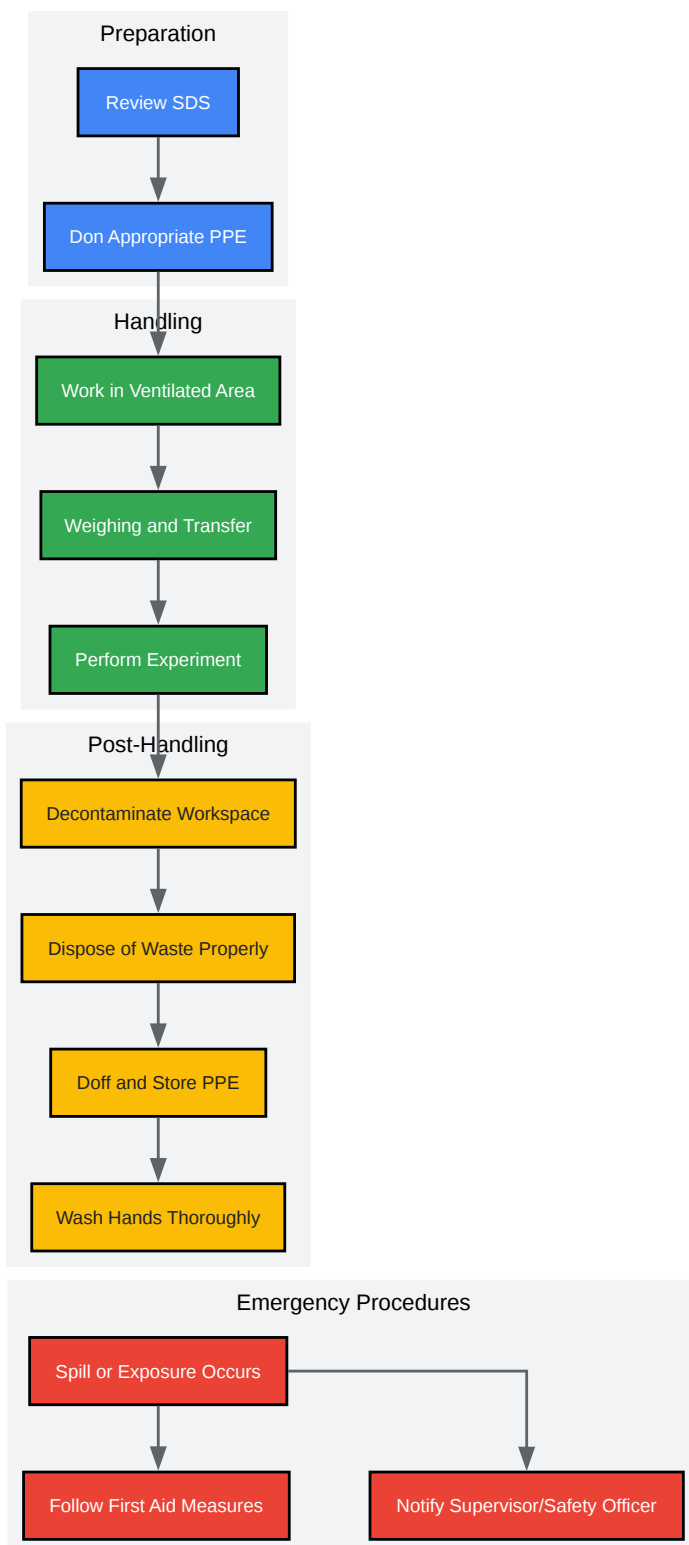 Preparation
Review SDS
Don Appropriate PPE
Handling
Work in Ventilated Area
Weighing and Transfer
Perform Experiment
Post-Handling
Decontaminate Workspace
Dispose of Waste Properly
Doff and Store PPE
Wash Hands Thoroughly
Emergency Procedures
Spill or Exposure Occurs
Follow First Aid Measures
Notify Supervisor/Safety Officer